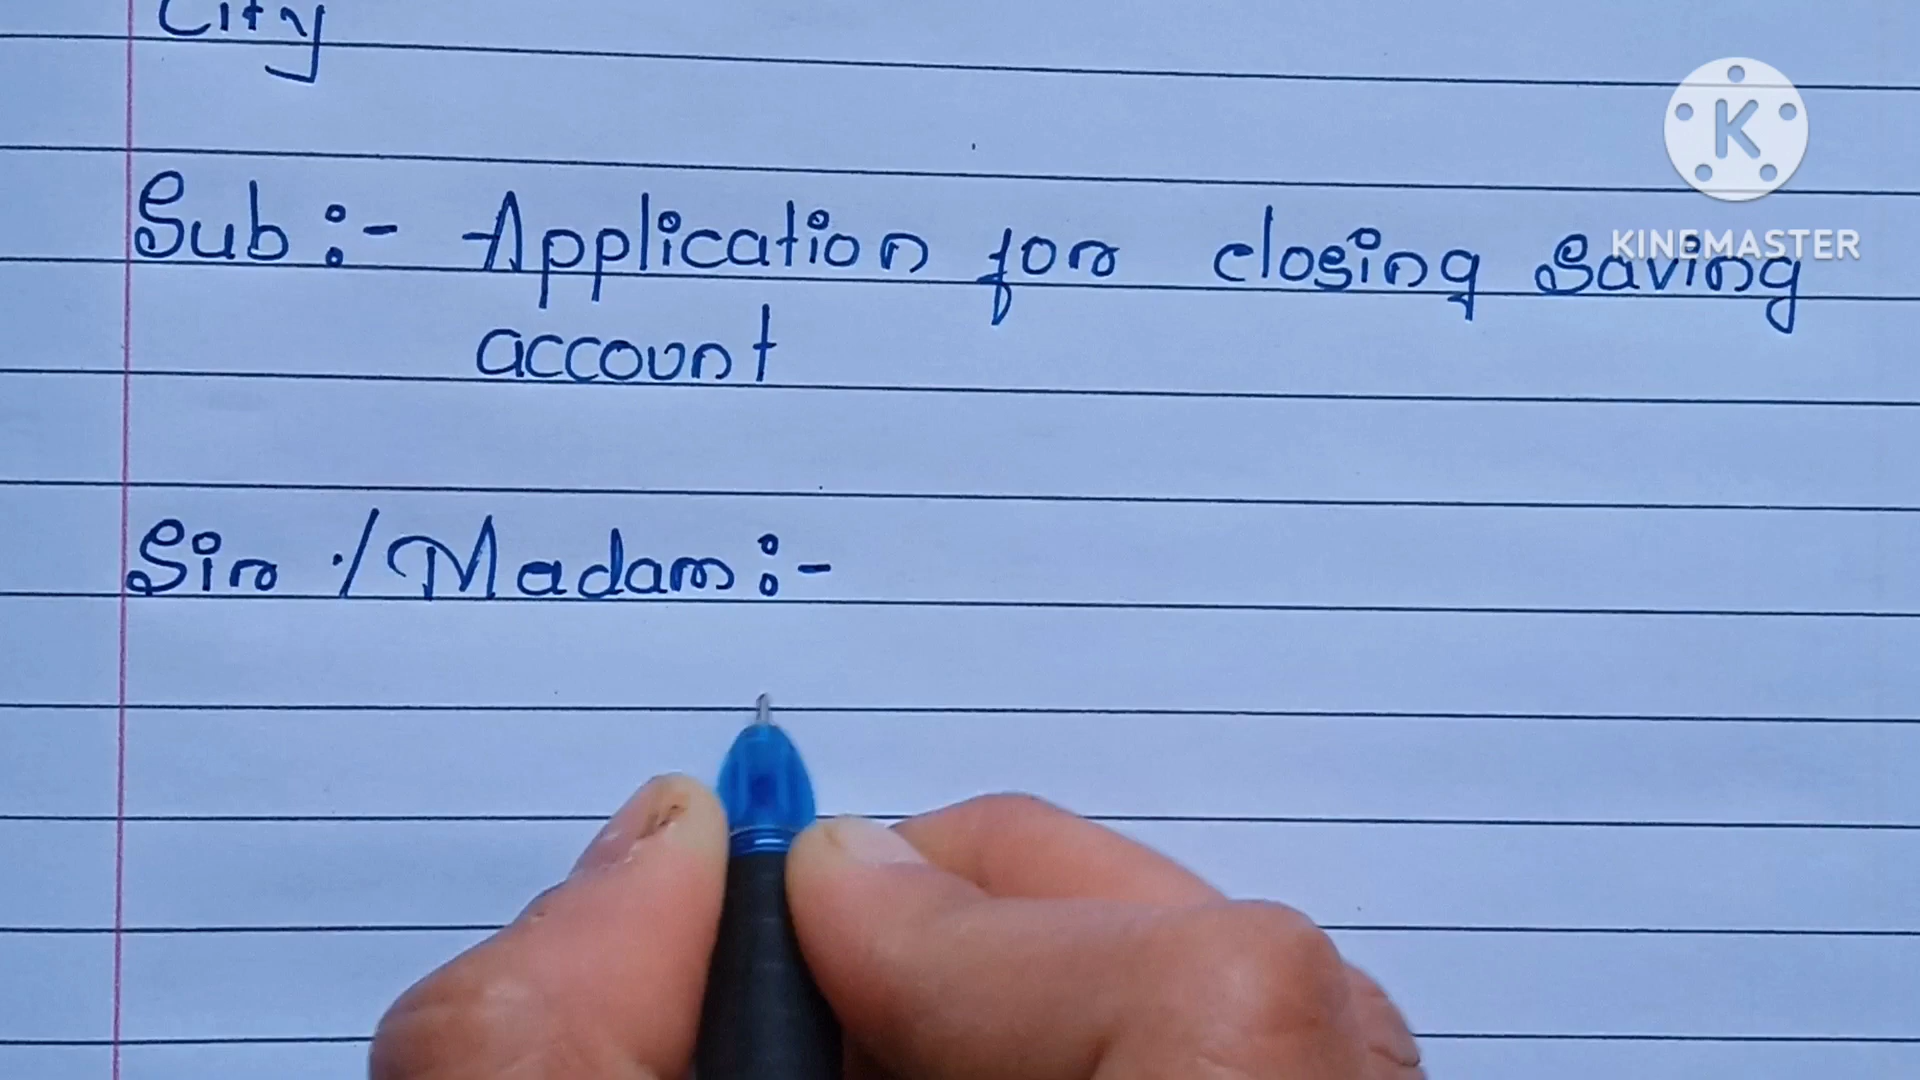 City
Sub :- Application for closing saving
account
Sir ./Madam :-
K
KINEMASTER